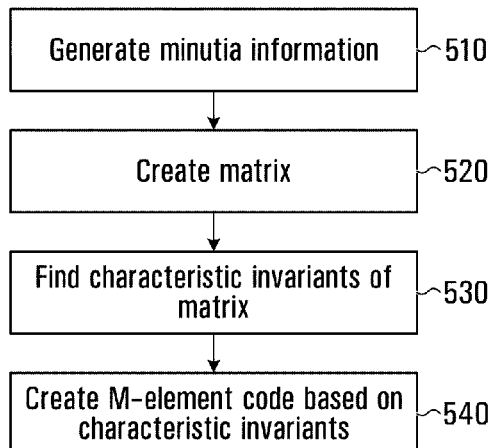 Generate minutia information
510
Create matrix
520
Find characteristic invariants of
matrix
530
Create M-element code based on
characteristic invariants
540